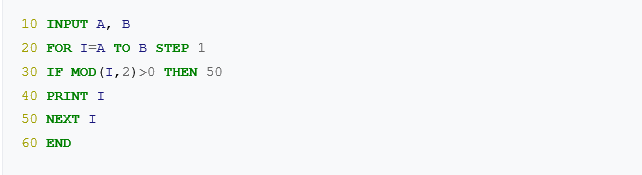 10 INPUT A, B
20 FOR I=A TO B STEP 1
30 IF MOD(I,2)>0 THEN 50
40 PRINT I
50 NEXT I
60 END